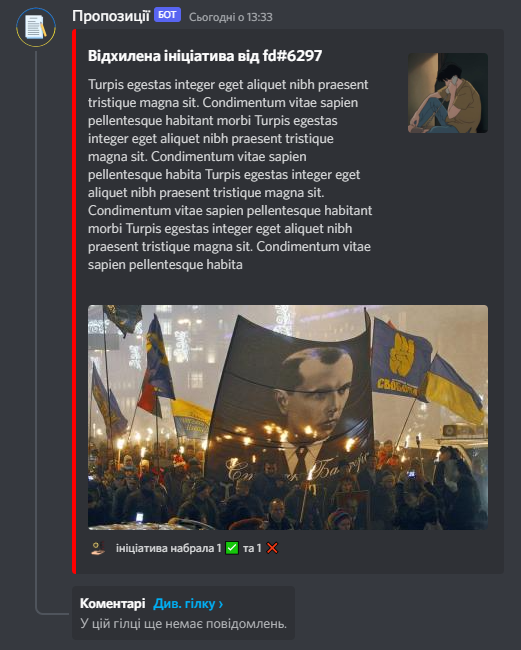 Пропозиції БОТ Сьогодні о 13:33
Відхилена ініціатива від fd#6297
Turpis egestas integer eget aliquet nibh praesent
tristique magna sit. Condimentum vitae sapien
pellentesque habitant morbi Turpis egestas
integer eget aliquet nibh praesent tristique
magna sit. Condimentum vitae sapien
pellentesque habita Turpis egestas integer eget
aliquet nibh praesent tristique magna sit.
Condimentum vitae sapien pellentesque habitant
morbi Turpis egestas integer eget aliquet nibh
praesent tristique magna sit. Condimentum vitae
sapien pellentesque habita
СВОБОДА
ініціатива набрала 1 ✅ та 1 ❌
Коментарі Див. гілку ›
У цій гілці ще немає повідомлень.